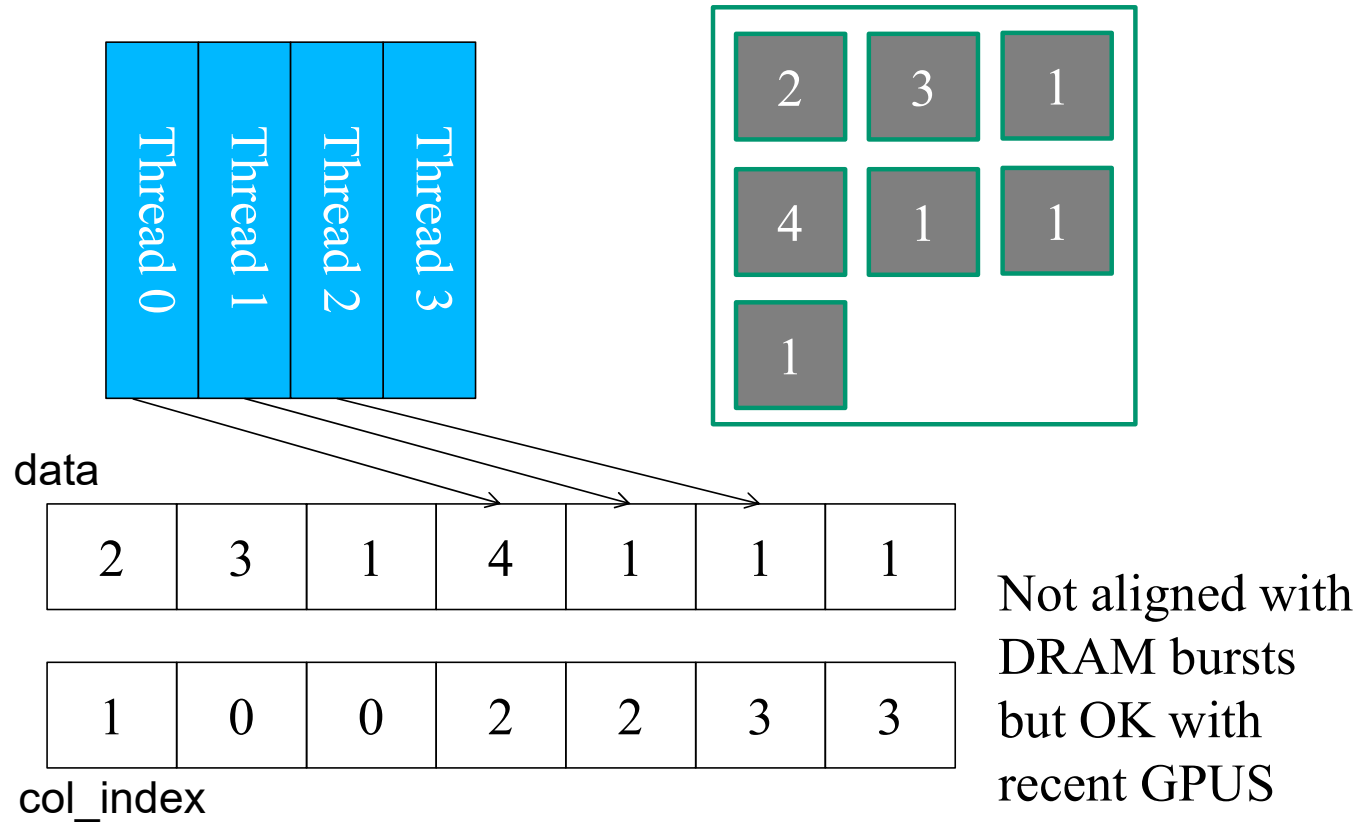 Thread 0
Thread 1
Thread 2
Thread 3
2 3 1
4 1 1
1
data
2 3 1 4 1 1 1
1 0 0 2 2 3 3
col_index
Not aligned with
DRAM bursts
but OK with
recent GPUS